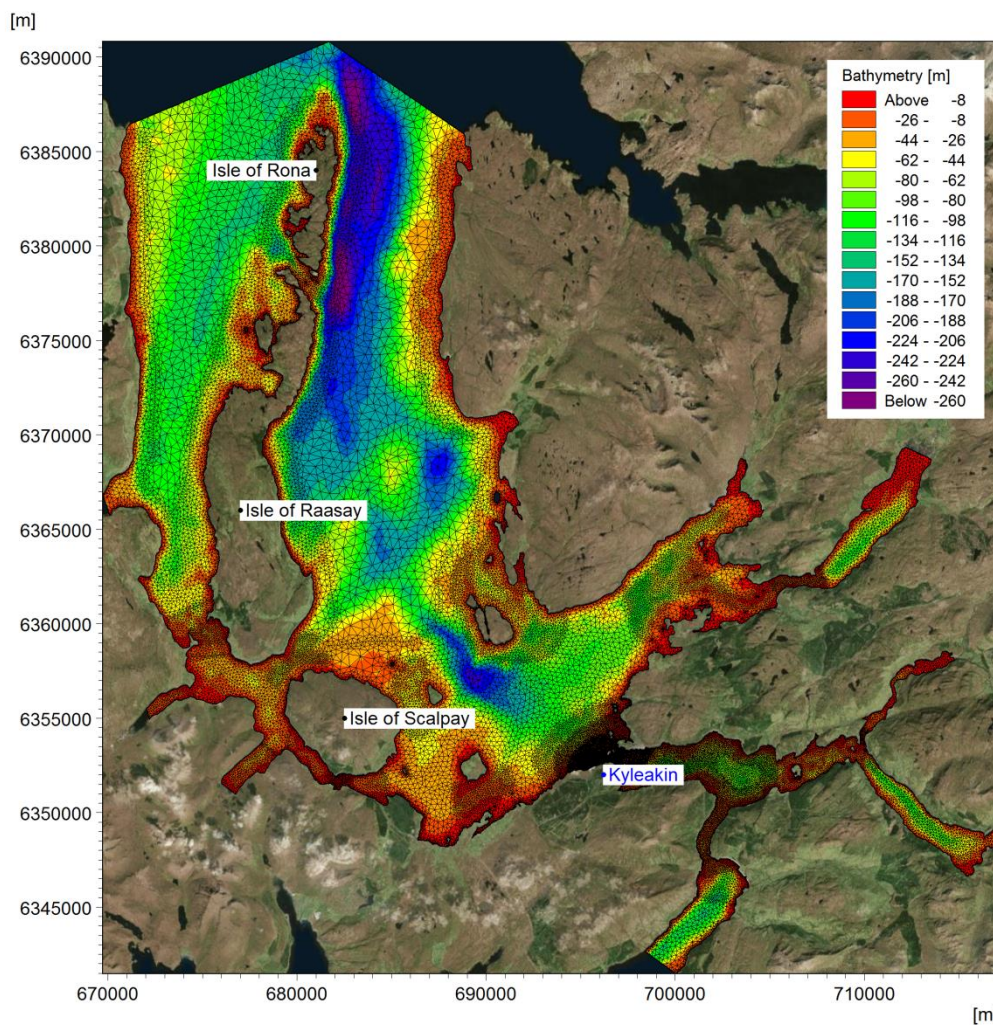 [m]
6390000
6385000
6380000
6375000
6370000
6365000
6360000
6355000
6350000
6345000
Isle of Rona
Isle of Raasay
Isle of Scalpay
Kyleakin
Bathymetry [m]
Above -8
-26 - -8
-44 - -26
-62 - -44
-80 - -62
-98 - -80
-116 - -98
-134 - -116
-152 - -134
-170 - -152
-188 - -170
-206 - -188
-224 - -206
-242 - -224
-260 - -242
Below -260
670000 680000 690000 700000 710000
[m